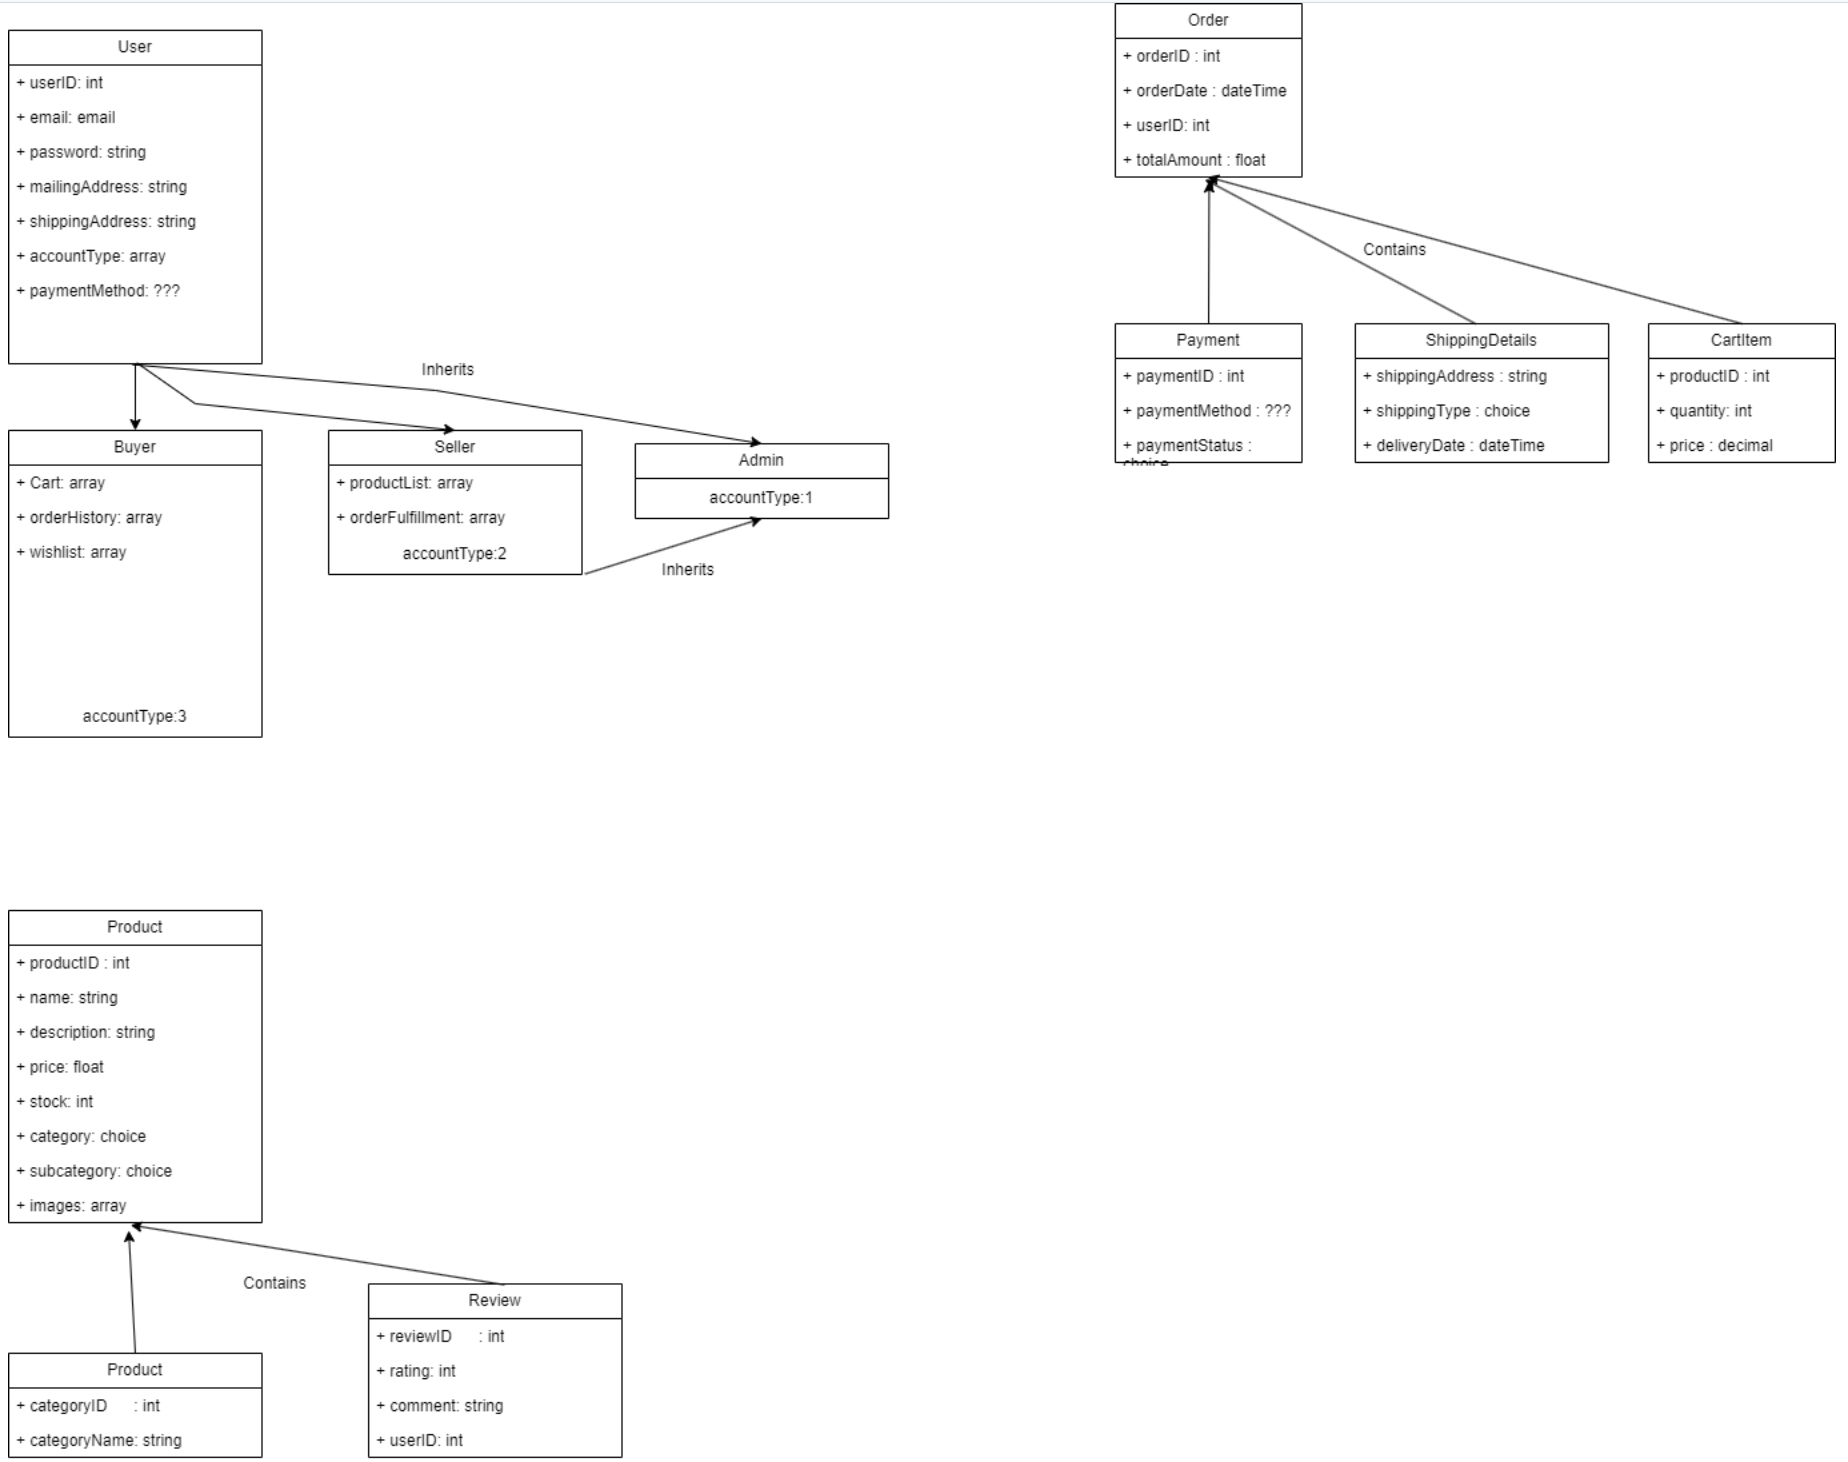 User
+ userID: int
+ email: email
+ password: string
+ mailingAddress: string
+ shippingAddress: string
+ accountType: array
+ paymentMethod: ???
Inherits
Buyer
+ Cart: array
+ orderHistory: array
+ wishlist: array
accountType:3
Seller
+ productList: array
+ orderFulfillment: array
accountType:2
Admin
accountType:1
Inherits
Order
+ orderID : int
+ orderDate : dateTime
+ userID: int
+ totalAmount : float
Contains
Payment
+ paymentID : int
+ paymentMethod : ???
+ paymentStatus :
choice
ShippingDetails
+ shippingAddress : string
+ shippingType : choice
+ deliveryDate : dateTime
CartItem
+ productID : int
+ quantity: int
+ price : decimal
Product
+ productID : int
+ name: string
+ description: string
+ price: float
+ stock: int
+ category: choice
+ subcategory: choice
+ images: array
Contains
Product
+ categoryID : int
+ categoryName: string
Review
+ reviewID : int
+ rating: int
+ comment: string
+ userID: int